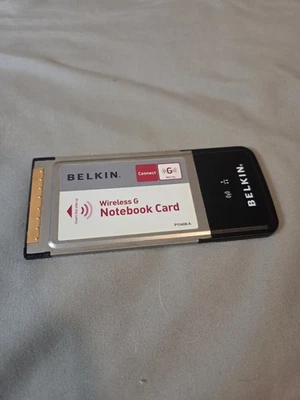 BELKIN.
Connect
G
Wireless G
Notebook Card
BELKIN.